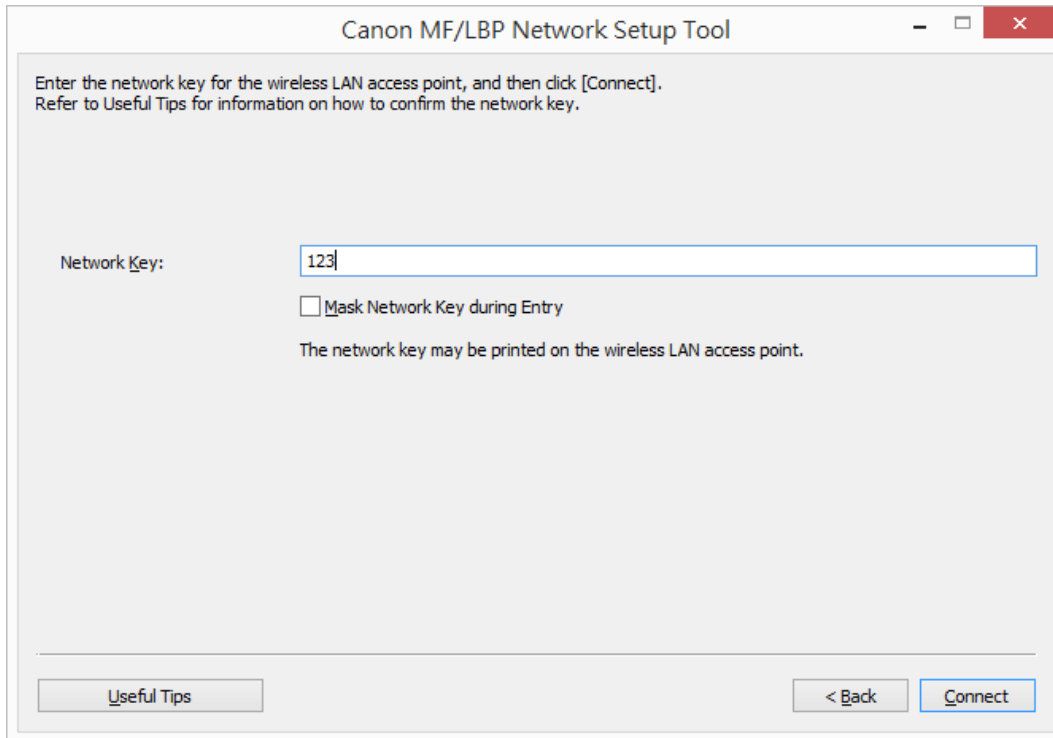 Canon MF/LBP Network Setup Tool
Enter the network key for the wireless LAN access point, and then click [Connect].
Refer to Useful Tips for information on how to confirm the network key.
Network Key:
123
Mask Network Key during Entry
The network key may be printed on the wireless LAN access point.
Useful Tips
< Back
Connect